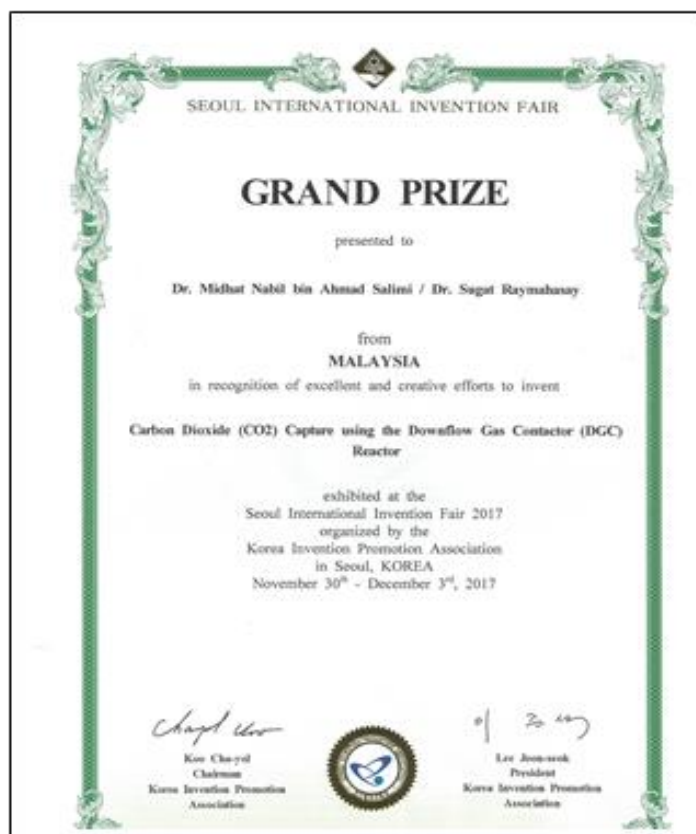 SEOUL INTERNATIONAL INVENTION FAIR
GRAND PRIZE
presented to
Dr. Midhat Nabil bin Ahmad Salimi / Dr. Sugat Raymahasay
from
MALAYSIA
in recognition of excellent and creative efforts to invent
Carbon Dioxide (CO2) Capture using the Downflow Gas Contactor (DGC)
Reactor
exhibited at the
Seoul International Invention Fair 2017
organized by the
Korea Invention Promotion Association
in Seoul, KOREA
November 30th - December 3rd, 2017
Koo Cha-yol
Chairman
Korea Invention Promotion
Association
Lee Joon-seok
President
Korea Invention Promotion
Association